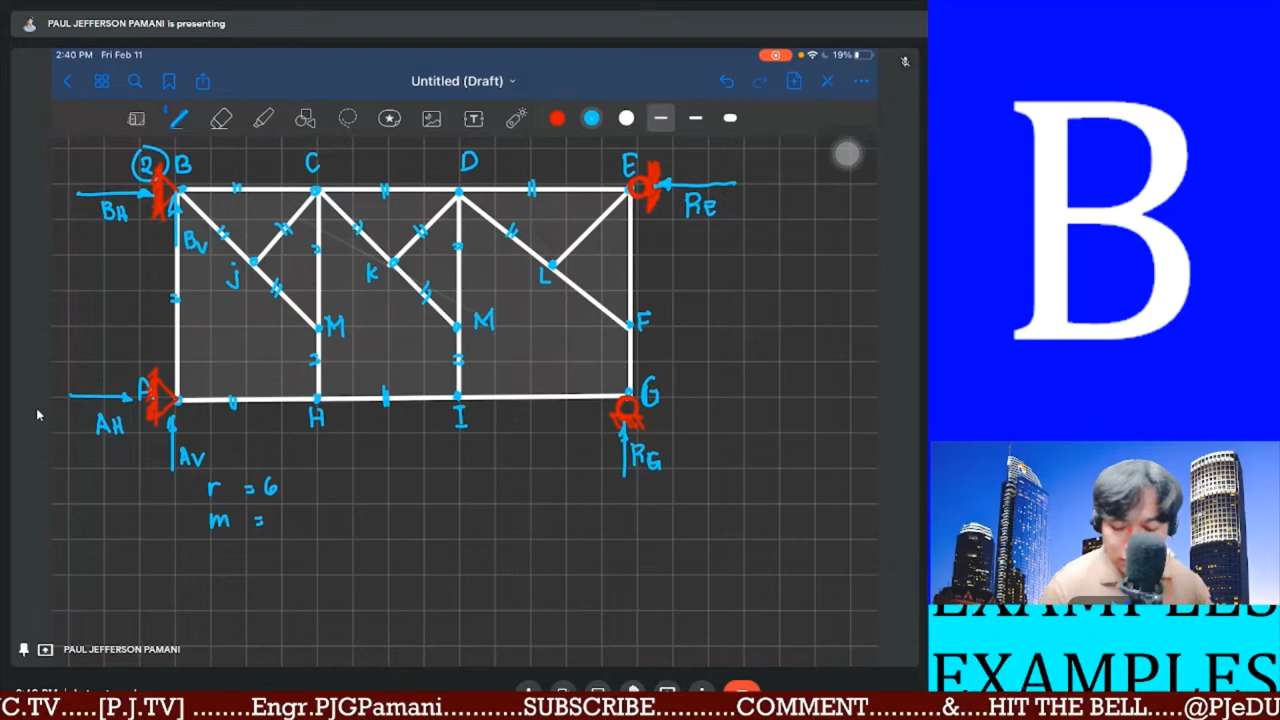 PAUL JEFFERSON PAMANI is presenting
2:40 PM Fri Feb 11
19%
Untitled (Draft)
2 B C D E
BH
RE
BV
j
K
L
M
M
F
A
G
AH
H
I
AV
RG
r = 6
m =
PAUL JEFFERSON PAMANI
B
EXAMPLES
EXAMPLES
C.TV.....[P.J.TV] ........Engr.PJGPamani..........SUBSCRIBE.........COMMENT.........&....HIT THE BELL.....@PJeDU